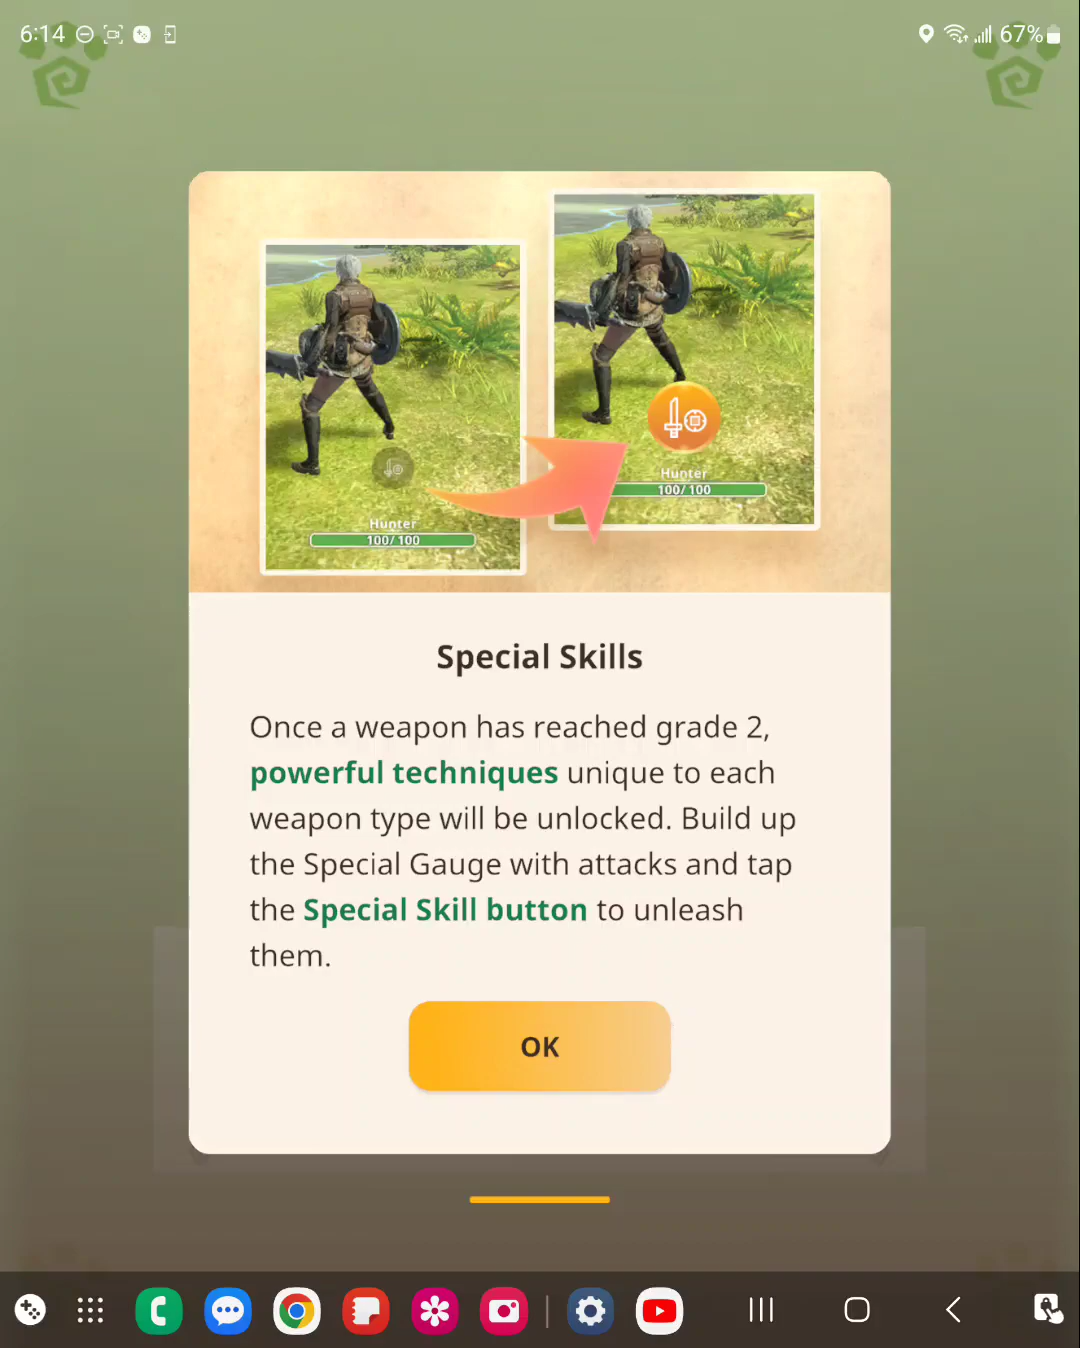 6:14
67%
Hunter
100/100
Hunter
100/100
Special Skills
Once a weapon has reached grade 2,
powerful techniques unique to each
weapon type will be unlocked. Build up
the Special Gauge with attacks and tap
the Special Skill button to unleash
them.
OK